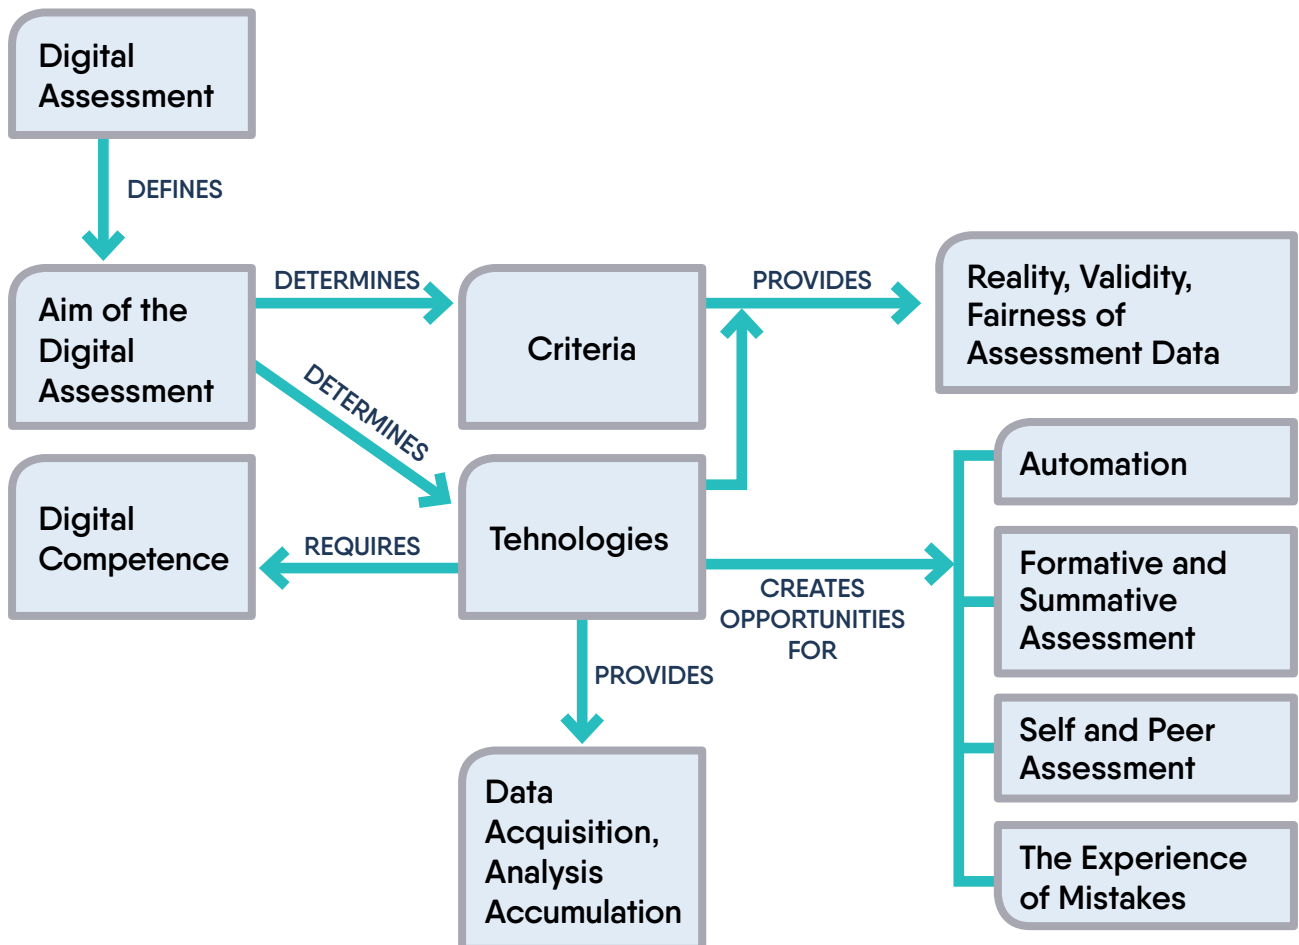 Digital
Assessment
DEFINES
Aim of the
Digital
Assessment
DETERMINES
Criteria
PROVIDES
Reality, Validity,
Fairness of
Assessment Data
DETERMINES
Digital
Competence
REQUIRES
Tehnologies
CREATES
OPPORTUNITIES
FOR
Automation
Formative and
Summative
Assessment
Self and Peer
Assessment
The Experience
of Mistakes
PROVIDES
Data
Acquisition,
Analysis
Accumulation